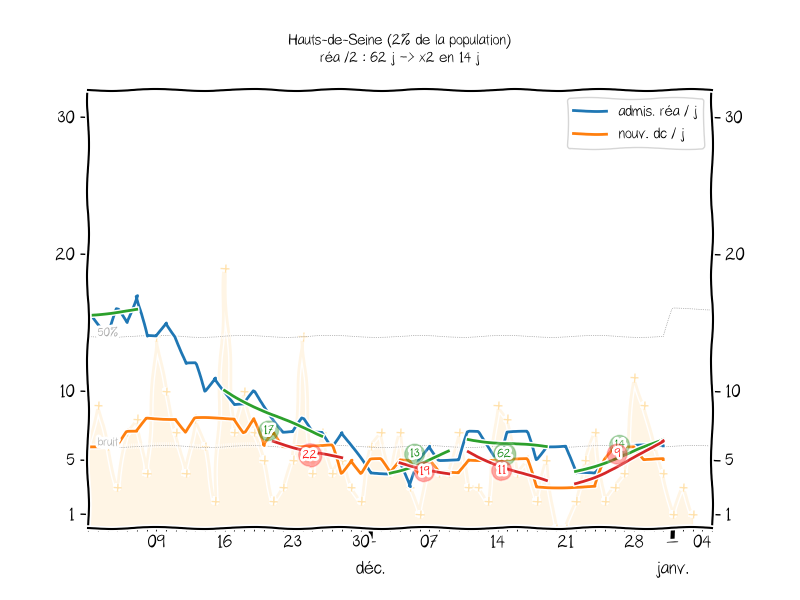 Hauts-de-Seine (2% de la population)
réa /2 : 62 j -> x2 en 14 j
admis. réa / j
nouv. dc / j
30 30
20 20
10 10
5 5
1 1
50%
bruit
17
22
13
19
62
11
14
9
09 16 23 30 07 14 21 28 04
déc. janv.